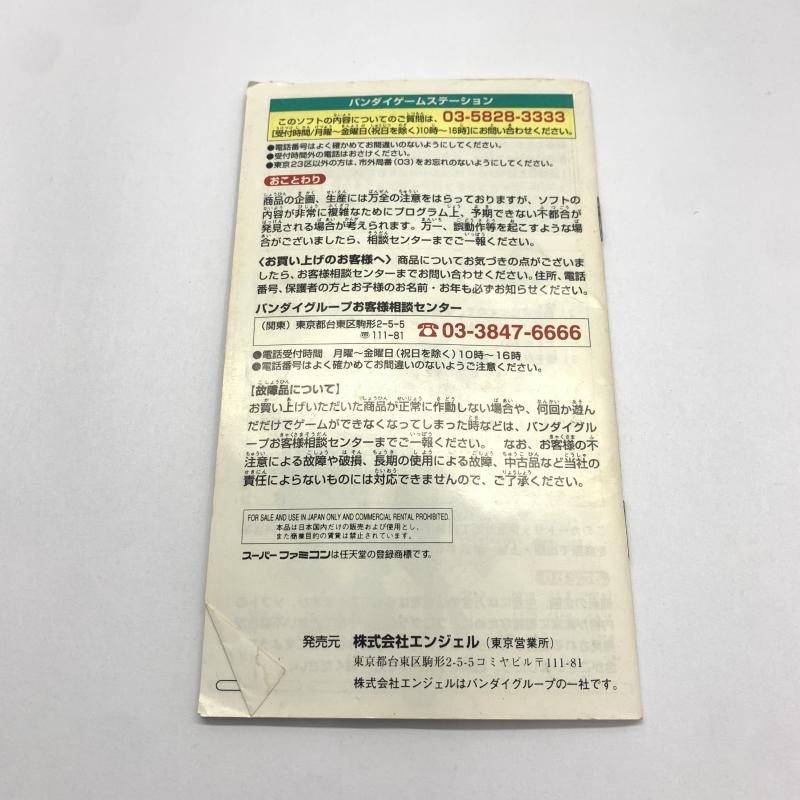 バンダイゲームステーション
このソフトの内容についてのご質問は、03-5828-3333
[受付時間/月曜〜金曜日(祝日を除く)10時〜16時]にお問い合わせください。
●電話番号はよく確かめてお間違いのないようにしてください。
●受付時間外の電話はおさけください。
●東京23区以外の方は、市外局番(03)をお忘れのないようにしてください。
おことわり
商品の企画、生産には万全の注意をはらっておりますが、ソフトの
内容が非常に複雑なためにプログラム上、予期できない不都合が
発見される場合が考えられます。万一、誤動作等を起こすような場
合がございましたら、相談センターまでご一報ください。
〈お買い上げのお客様へ〉商品についてお気づきの点がございま
したら、お客様相談センターまでお問い合わせください。住所、電話
番号、保護者の方とお子様のお名前・お年も必ずお知らせください。
バンダイグループお客様相談センター
(関東)東京都台東区駒形2-5-5
〒111-81
☎03-3847-6666
●電話受付時間 月曜〜金曜日(祝日を除く)10時〜16時
●電話番号はよく確かめてお間違いのないようご注意ください。
【故障品について】
お買い上げいただいた商品が正常に作動しない場合や、何回か遊ん
だだけでゲームができなくなってしまった時などは、バンダイグル
ープお客様相談センターまでご一報ください。 なお、お客様の不
注意による故障や破損、長期の使用による故障、中古品など当社の
責任によらないものには対応できませんので、ご了承ください。
FOR SALE AND USE IN JAPAN ONLY AND COMMERCIAL RENTAL PROHIBITED.
本品は日本国内だけの販売および使用とし、
また商業目的の賃貸は禁止されています。
スーパーファミコンは任天堂の登録商標です。
発売元 株式会社エンジェル(東京営業所)
東京都台東区駒形2-5-5コミヤビル〒111-81
株式会社エンジェルはバンダイグループの一社です。